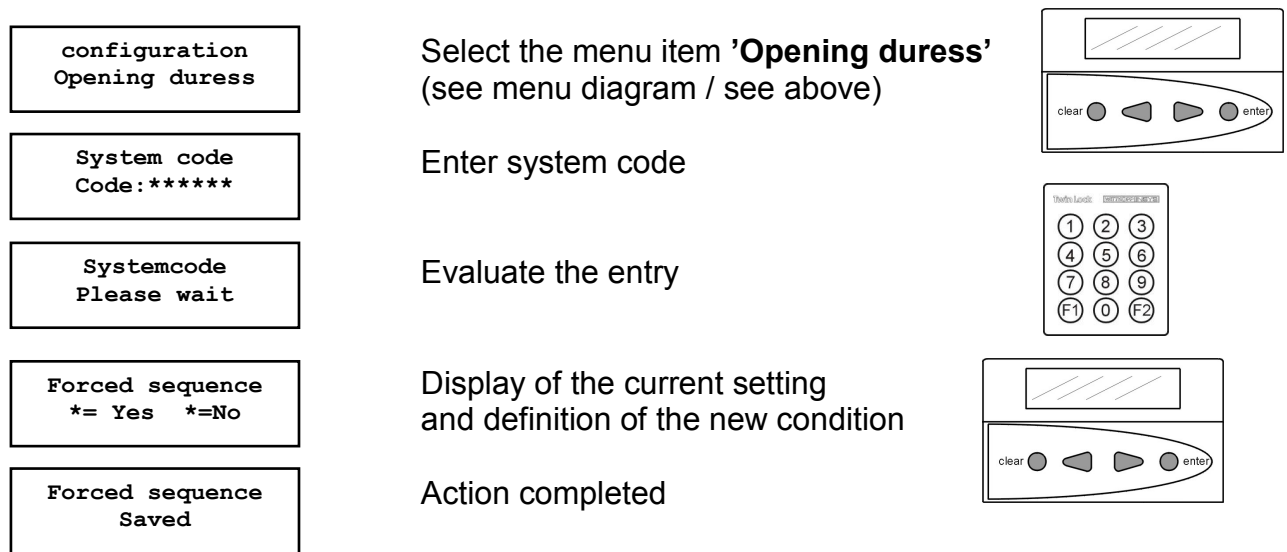 configuration
Opening duress
Select the menu item ’Opening duress’
(see menu diagram / see above)
clear
enter
System code
Code:******
Enter system code
Twin Lock
1 2 3
4 5 6
7 8 9
F1 0 F2
Systemcode
Please wait
Evaluate the entry
Forced sequence
*= Yes *=No
Display of the current setting
and definition of the new condition
clear
enter
Forced sequence
Saved
Action completed